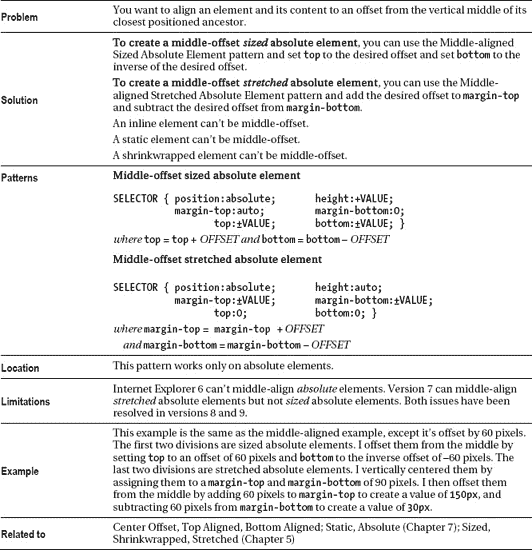 Problem
You want to align an element and its content to an offset from the vertical middle of its
closest positioned ancestor.
Solution
To create a middle-offset sized absolute element, you can use the Middle-aligned
Sized Absolute Element pattern and set top to the desired offset and set bottom to the
inverse of the desired offset.
To create a middle-offset stretched absolute element, you can use the Middle-
aligned Stretched Absolute Element pattern and add the desired offset to margin-top
and subtract the desired offset from margin-bottom.
An inline element can't be middle-offset.
A static element can't be middle-offset.
A shrinkwrapped element can't be middle-offset.
Patterns
Middle-offset sized absolute element
SELECTOR { position:absolute; height:+VALUE;
margin-top:auto; margin-bottom:0;
top:±VALUE; bottom:±VALUE; }
where top = top + OFFSET and bottom = bottom – OFFSET
Middle-offset stretched absolute element
SELECTOR { position:absolute; height:auto;
margin-top:±VALUE; margin-bottom:±VALUE;
top:0; bottom:0; }
where margin-top = margin-top + OFFSET
and margin-bottom = margin-bottom – OFFSET
Location
This pattern works only on absolute elements.
Limitations
Internet Explorer 6 can't middle-align absolute elements. Version 7 can middle-align
stretched absolute elements but not sized absolute elements. Both issues have been
resolved in versions 8 and 9.
Example
This example is the same as the middle-aligned example, except it's offset by 60 pixels.
The first two divisions are sized absolute elements. I offset them from the middle by
setting top to an offset of 60 pixels and bottom to the inverse offset of –60 pixels. The
last two divisions are stretched absolute elements. I vertically centered them by
assigning them to a margin-top and margin-bottom of 90 pixels. I then offset them
from the middle by adding 60 pixels to margin-top to create a value of 150px, and
subtracting 60 pixels from margin-bottom to create a value of 30px.
Related to
Center Offset, Top Aligned, Bottom Aligned; Static, Absolute (Chapter 7); Sized,
Shrinkwrapped, Stretched (Chapter 5)